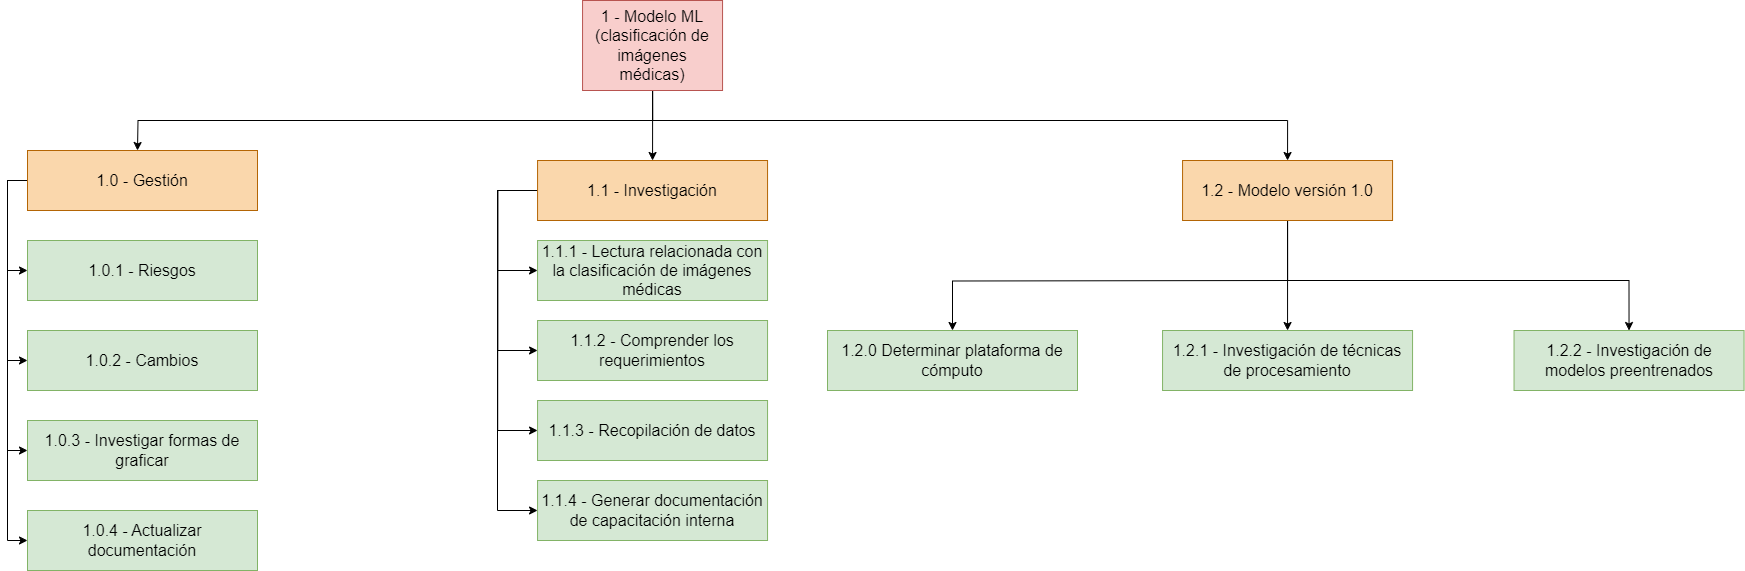 1 - Modelo ML
(clasificación de
imágenes
médicas)
1.0 - Gestión
1.0.1 - Riesgos
1.0.2 - Cambios
1.0.3 - Investigar formas de
graficar
1.0.4 - Actualizar
documentación
1.1 - Investigación
1.1.1 - Lectura relacionada con
la clasificación de imágenes
médicas
1.1.2 - Comprender los
requerimientos
1.1.3 - Recopilación de datos
1.1.4 - Generar documentación
de capacitación interna
1.2 - Modelo versión 1.0
1.2.0 Determinar plataforma de
cómputo
1.2.1 - Investigación de técnicas
de procesamiento
1.2.2 - Investigación de
modelos preentrenados